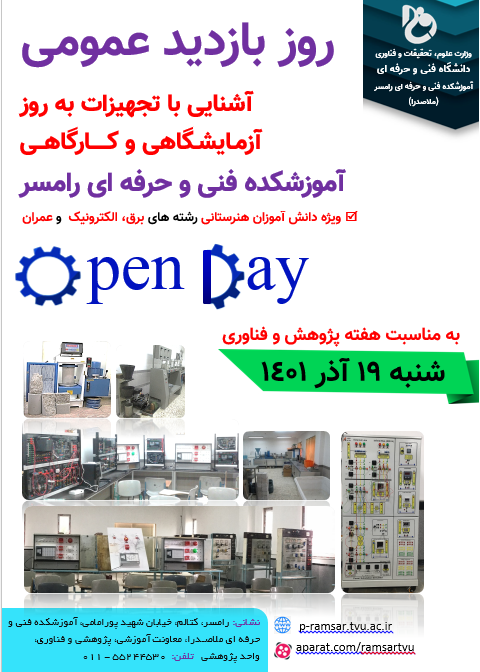 وزارت علوم، تحقیقات و فناوری
دانشگاه فنی و حرفه ای
آموزشکده فنی و حرفه ای رامسر
(ملاصدرا)
روز بازدید عمومی
آشنایی با تجهیزات به روز
آزمایشگاهی و کـــارگاهـی
آموزشکده فنی و حرفه ای رامسر
ویژه دانش آموزان هنرستانی رشته های برق، الکترونیک و عمران
Open Day
به مناسبت هفته پژوهش و فناوری
شنبه ۱۹ آذر ۱۴۰۱
نشانی: رامسر، کتالم، خیابان شهید پورامامی، آموزشکده فنی و
حرفه ای ملاصـدرا، معاونت آموزشی، پژوهشی و فناوری،
واحد پژوهشی تلفن: ۵۵۲۴۴۵۳۰ – ۰۱۱
p-ramsar.tvu.ac.ir
aparat.com/ramsartvu